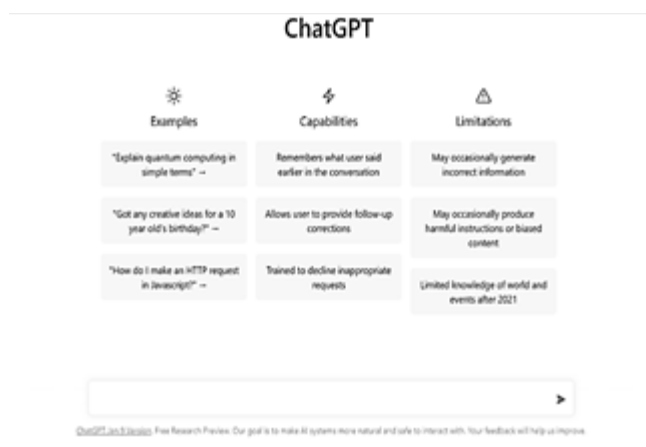 ChatGPT
Examples
"Explain quantum computing in
simple terms" →
"Got any creative ideas for a 10
year old's birthday?" →
"How do I make an HTTP request
in Javascript?" →
Capabilities
Remembers what user said
earlier in the conversation
Allows user to provide follow-up
corrections
Trained to decline inappropriate
requests
Limitations
May occasionally generate
incorrect information
May occasionally produce
harmful instructions or biased
content
Limited knowledge of world and
events after 2021
ChatGPT Jan 9 Version. Free Research Preview. Our goal is to make AI systems more natural and safe to interact with. Your feedback will help us improve.